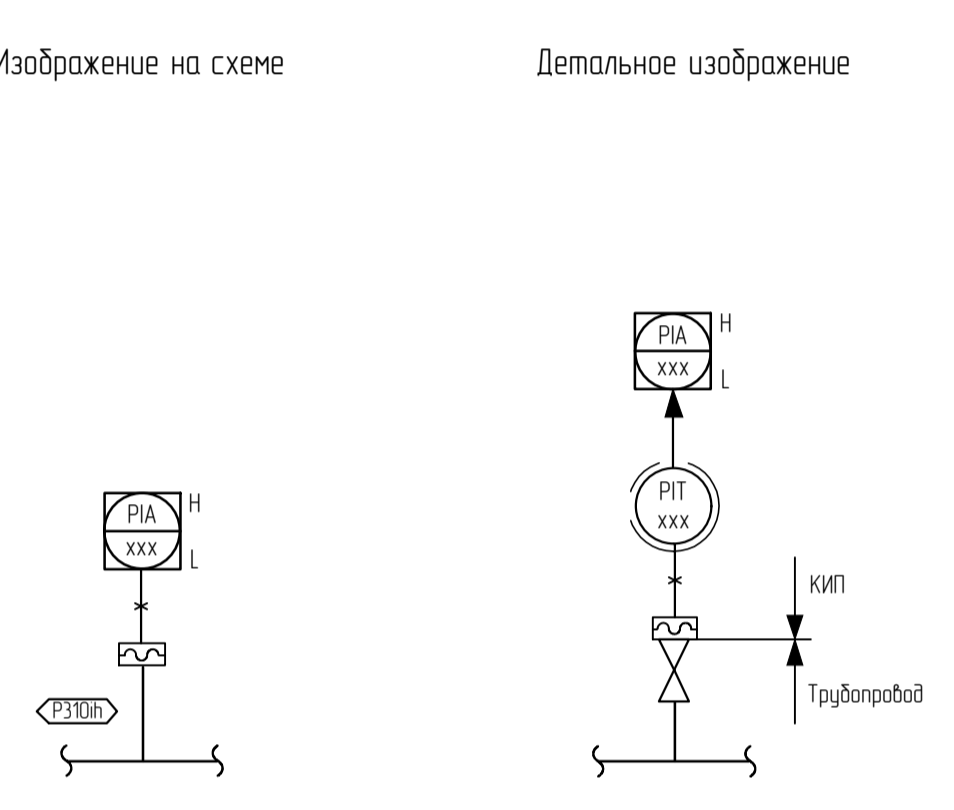 Изображение на схеме
Детальное изображение
PIA
xxx
H
L
PIT
xxx
КИП
Трубопровод
PIA
xxx
H
L
P310ih